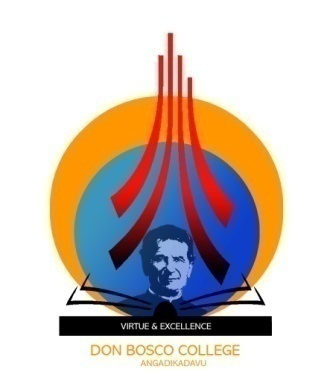 VIRTUE & EXCELLENCE
DON BOSCO COLLEGE
ANGADIKADAVU